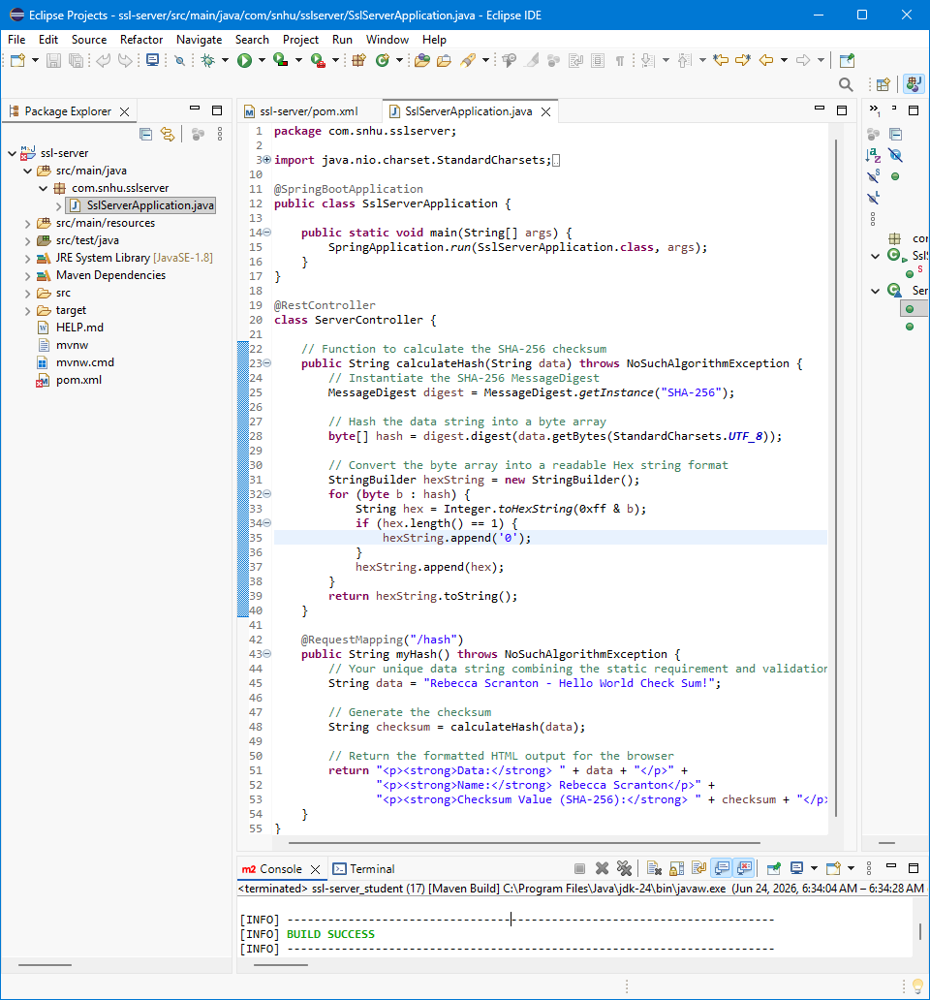 Eclipse Projects - ssl-server/src/main/java/com/snhu/sslserver/SslServerApplication.java - Eclipse IDE
File Edit Source Refactor Navigate Search Project Run Window Help
Package Explorer
ssl-server
src/main/java
com.snhu.sslserver
SslServerApplication.java
src/main/resources
src/test/java
JRE System Library [JavaSE-1.8]
Maven Dependencies
src
target
HELP.md
mvnw
mvnw.cmd
pom.xml
ssl-server/pom.xml SslServerApplication.java
1 package com.snhu.sslserver;
2
3 import java.nio.charset.StandardCharsets;
10
11 @SpringBootApplication
12 public class SslServerApplication {
13
14 public static void main(String[] args) {
15 SpringApplication.run(SslServerApplication.class, args);
16 }
17 }
18
19 @RestController
20 class ServerController {
21
22 // Function to calculate the SHA-256 checksum
23 public String calculateHash(String data) throws NoSuchAlgorithmException {
24 // Instantiate the SHA-256 MessageDigest
25 MessageDigest digest = MessageDigest.getInstance("SHA-256");
26
27 // Hash the data string into a byte array
28 byte[] hash = digest.digest(data.getBytes(StandardCharsets.UTF_8));
29
30 // Convert the byte array into a readable Hex string format
31 StringBuilder hexString = new StringBuilder();
32 for (byte b : hash) {
33 String hex = Integer.toHexString(0xff & b);
34 if (hex.length() == 1) {
35 hexString.append('0');
36 }
37 hexString.append(hex);
38 }
39 return hexString.toString();
40 }
41
42 @RequestMapping("/hash")
43 public String myHash() throws NoSuchAlgorithmException {
44 // Your unique data string combining the static requirement and validation
45 String data = "Rebecca Scranton - Hello World Check Sum!";
46
47 // Generate the checksum
48 String checksum = calculateHash(data);
49
50 // Return the formatted HTML output for the browser
51 return "<p><strong>Data:</strong> " + data + "</p>" +
52 "<p><strong>Name:</strong> Rebecca Scranton</p>" +
53 "<p><strong>Checksum Value (SHA-256):</strong> " + checksum + "</p>
54 }
55 }
con
SslS
S
Ser
Console Terminal
<terminated> ssl-server_student (17) [Maven Build] C:\Program Files\Java\jdk-24\bin\javaw.exe (Jun 24, 2026, 6:34:04 AM – 6:34:28 AM
[INFO] ------------------------------------------------------------------------
[INFO] BUILD SUCCESS
[INFO] ------------------------------------------------------------------------